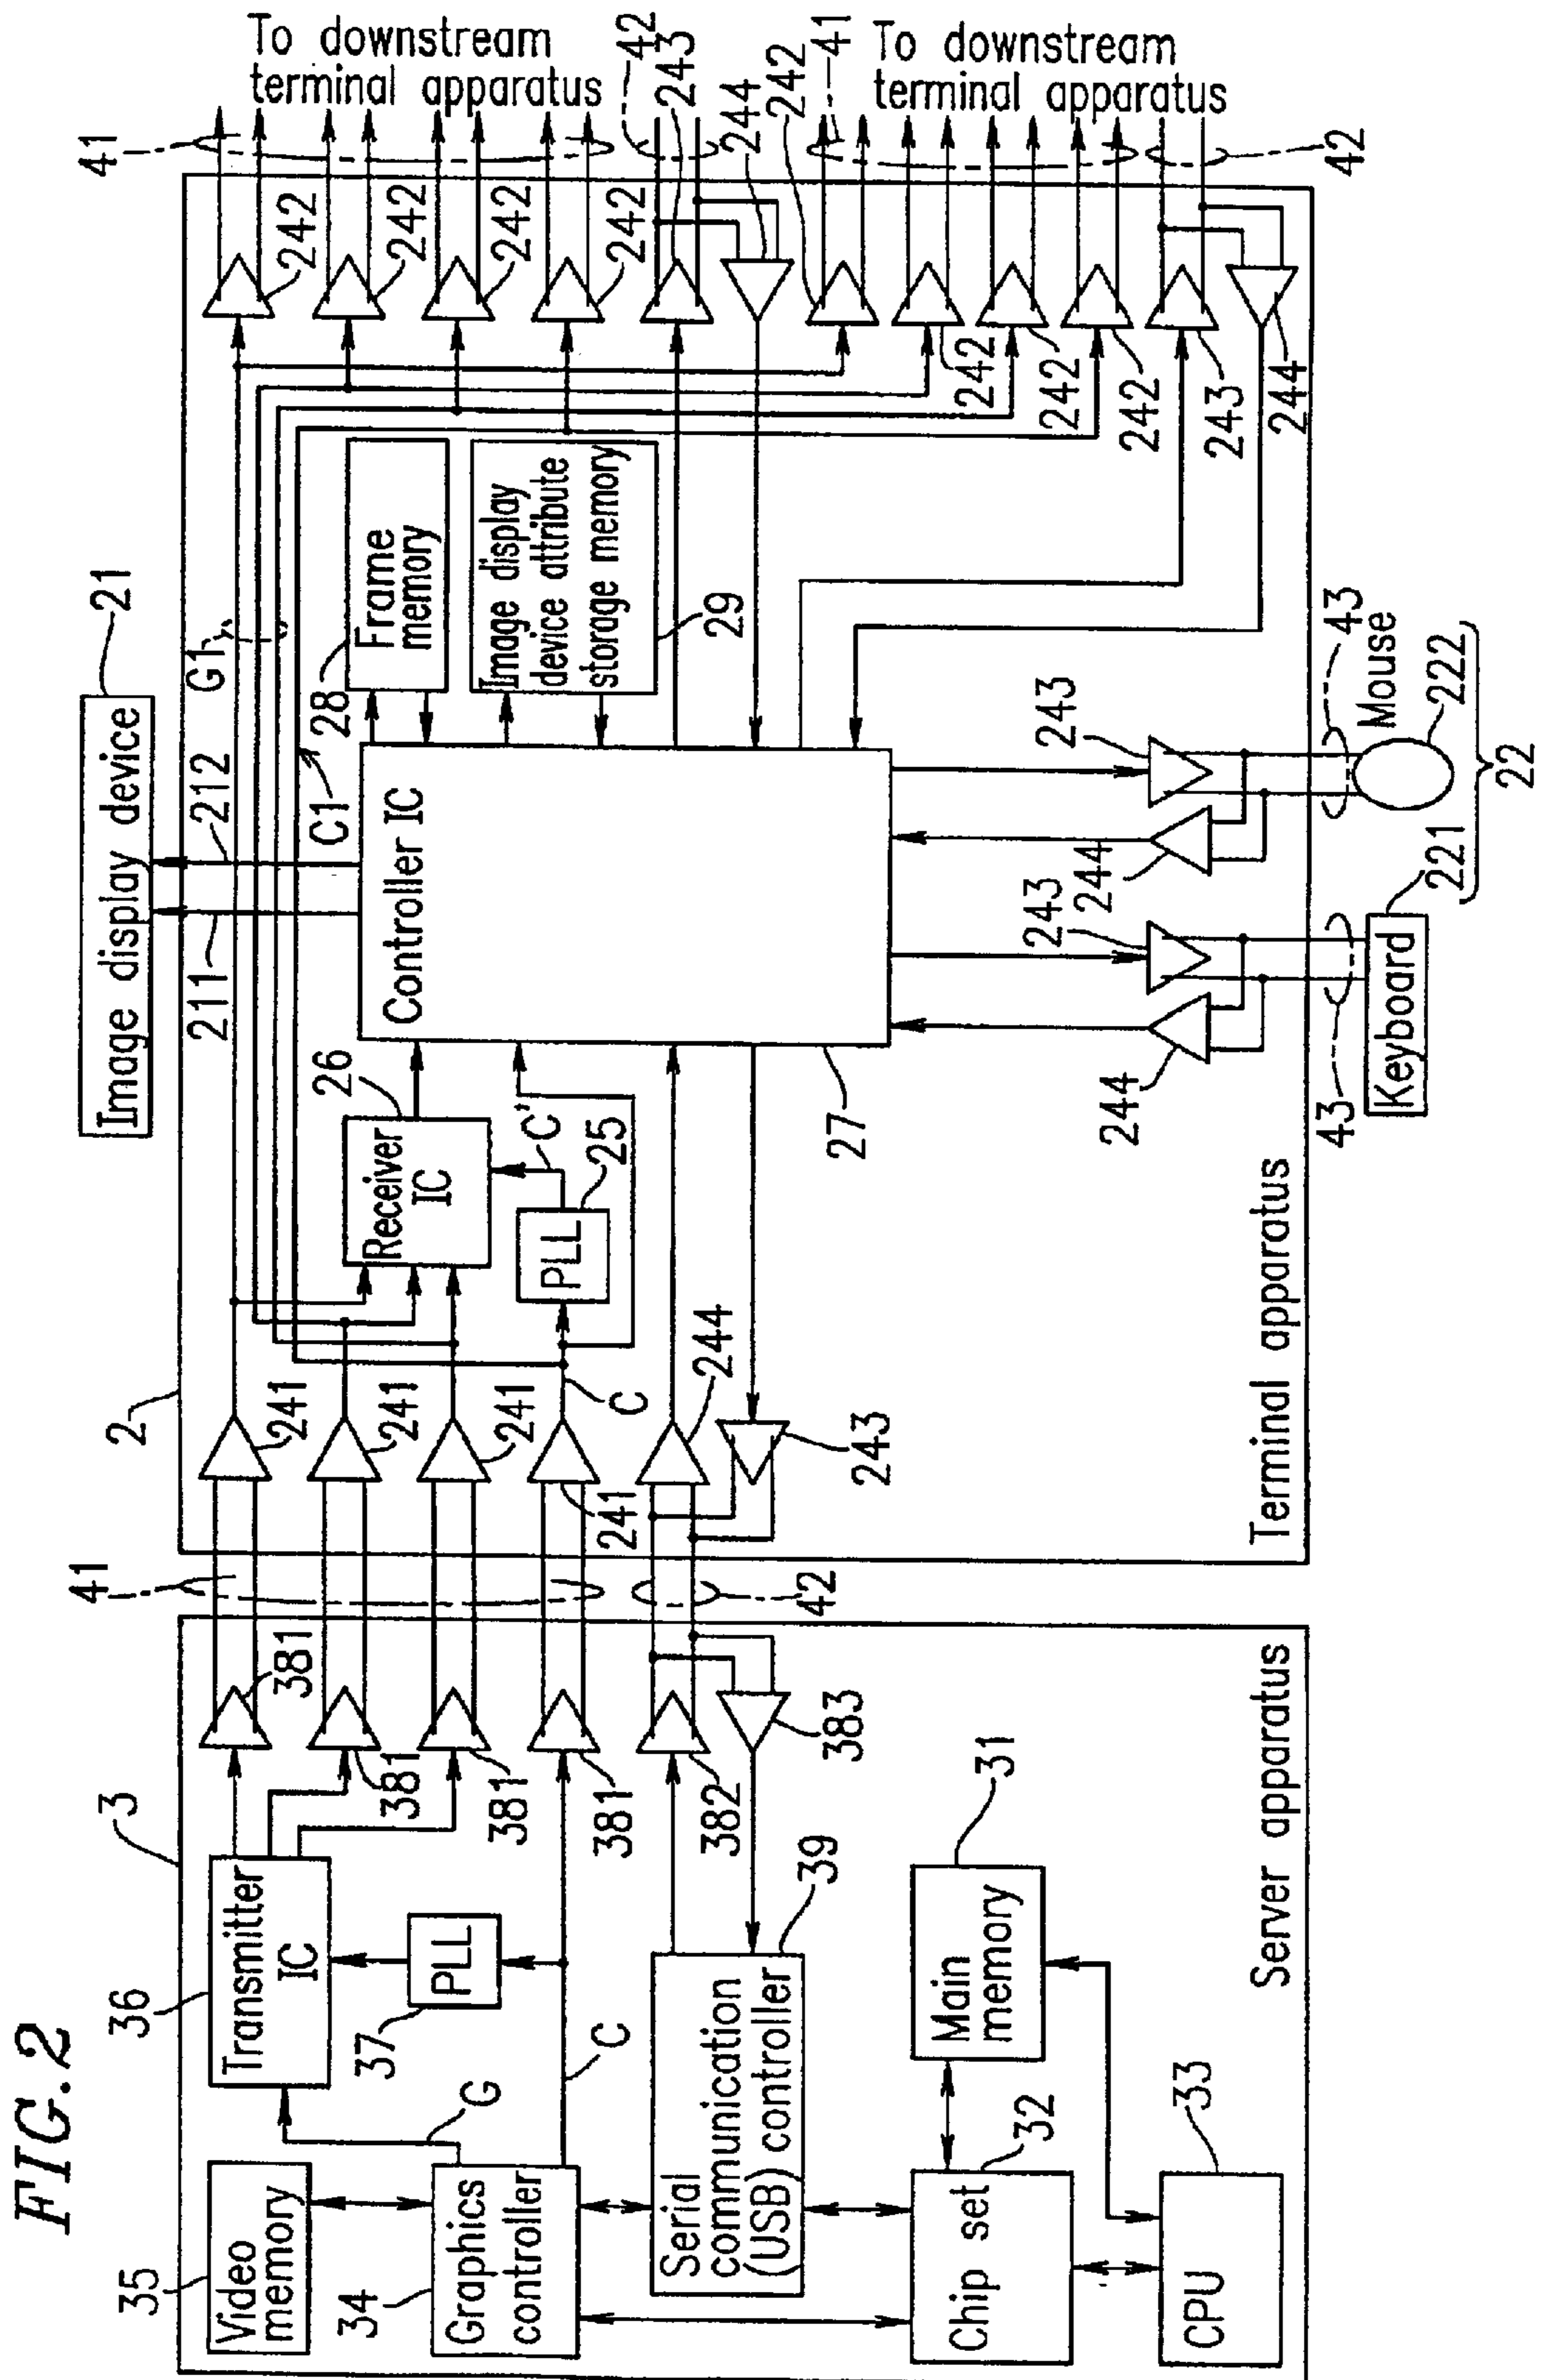 FIG.2
3
35
Video
memory
34
Graphics
controller
G
36
Transmitter
IC
37
PLL
C
381
381
381
381
382
383
Serial
communication
(USB) controller
39
Chip set
32
Main
memory
31
CPU
33
Server apparatus
41
42
2
241
241
241
241
C
244
243
Receiver
IC
26
PLL
25
C'
Controller IC
27
Image display device
21
211
212
G1
C1
28
Frame
memory
Image display
device attribute
storage memory
29
242
242
242
242
243
244
242
242
242
242
243
244
41
To downstream
terminal apparatus
42
41
To downstream
terminal apparatus
42
244
243
244
243
43
Keyboard
221
43
Mouse
222
22
Terminal apparatus